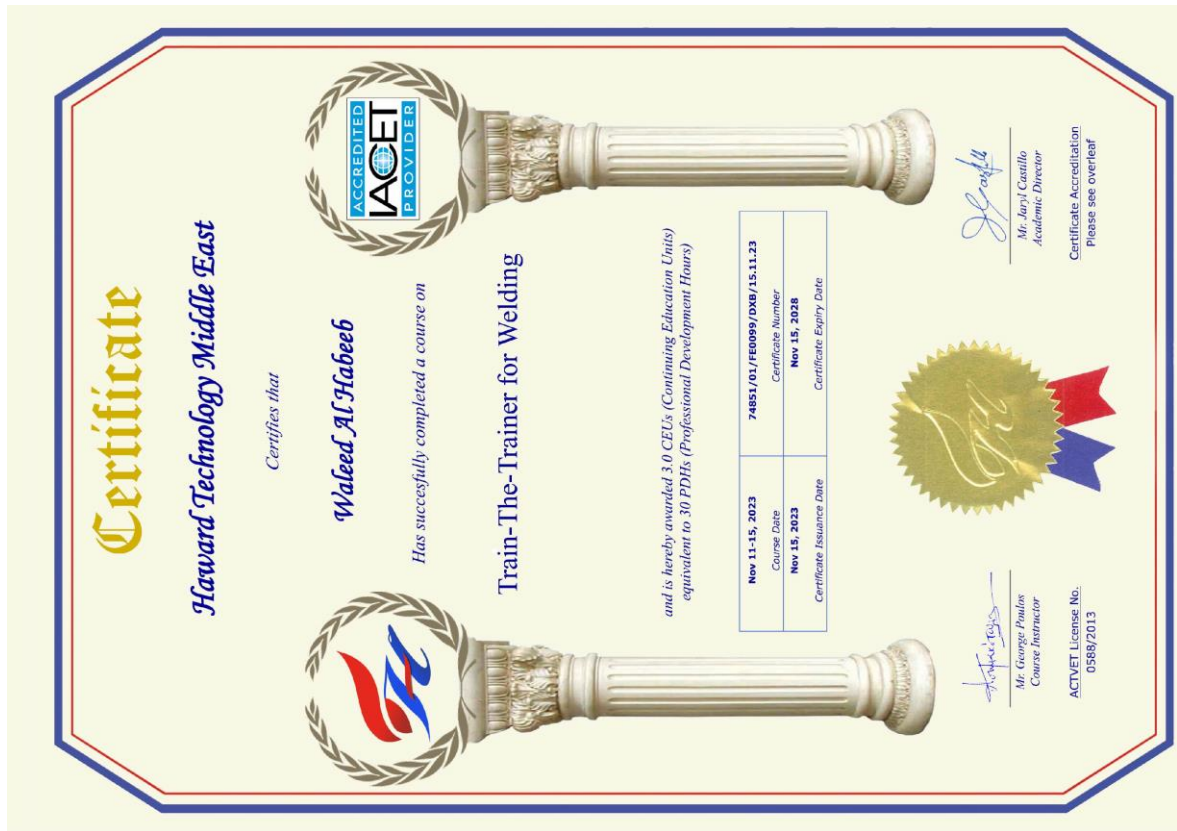 Certificate
Haward Technology Middle East
Certifies that
ACCREDITED
IACET
PROVIDER
Waleed Al Habeeb
Has succesfully completed a course on
Train-The-Trainer for Welding
and is hereby awarded 3.0 CEUs (Continuing Education Units)
equivalent to 30 PDHs (Professional Development Hours)
Nov 11-15, 2023 74851/01/FE0099/DXB/15.11.23
Course Date Certificate Number
Nov 15, 2023 Nov 15, 2028
Certificate Issuance Date Certificate Expiry Date
Mr. George Poulos
Course Instructor
ACTVET License No.
0588/2013
Mr. Jaryl Castillo
Academic Director
Certificate Accreditation
Please see overleaf